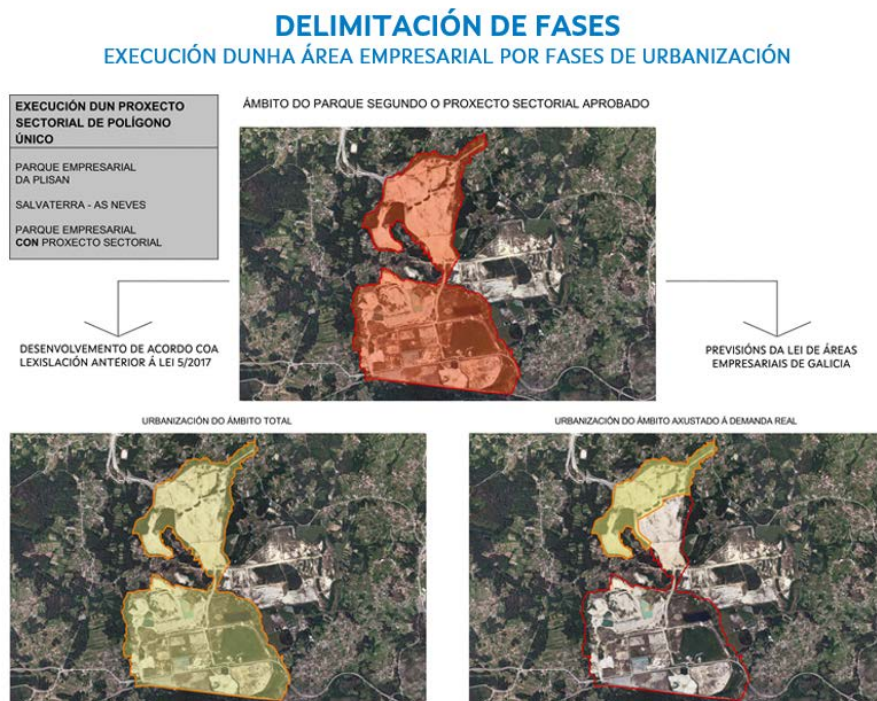 DELIMITACIÓN DE FASES
EXECUCIÓN DUNHA ÁREA EMPRESARIAL POR FASES DE URBANIZACIÓN
EXECUCIÓN DUN PROXECTO
SECTORIAL DE POLÍGONO
ÚNICO
PARQUE EMPRESARIAL
DA PLISAN
SALVATERRA - AS NEVES
PARQUE EMPRESARIAL
CON PROXECTO SECTORIAL
ÁMBITO DO PARQUE SEGUNDO O PROXECTO SECTORIAL APROBADO
DESENVOLVEMENTO DE ACORDO COA
LEXISLACIÓN ANTERIOR Á LEI 5/2017
PREVISIÓNS DA LEI DE ÁREAS
EMPRESARIAIS DE GALICIA
URBANIZACIÓN DO ÁMBITO TOTAL
URBANIZACIÓN DO ÁMBITO AXUSTADO Á DEMANDA REAL